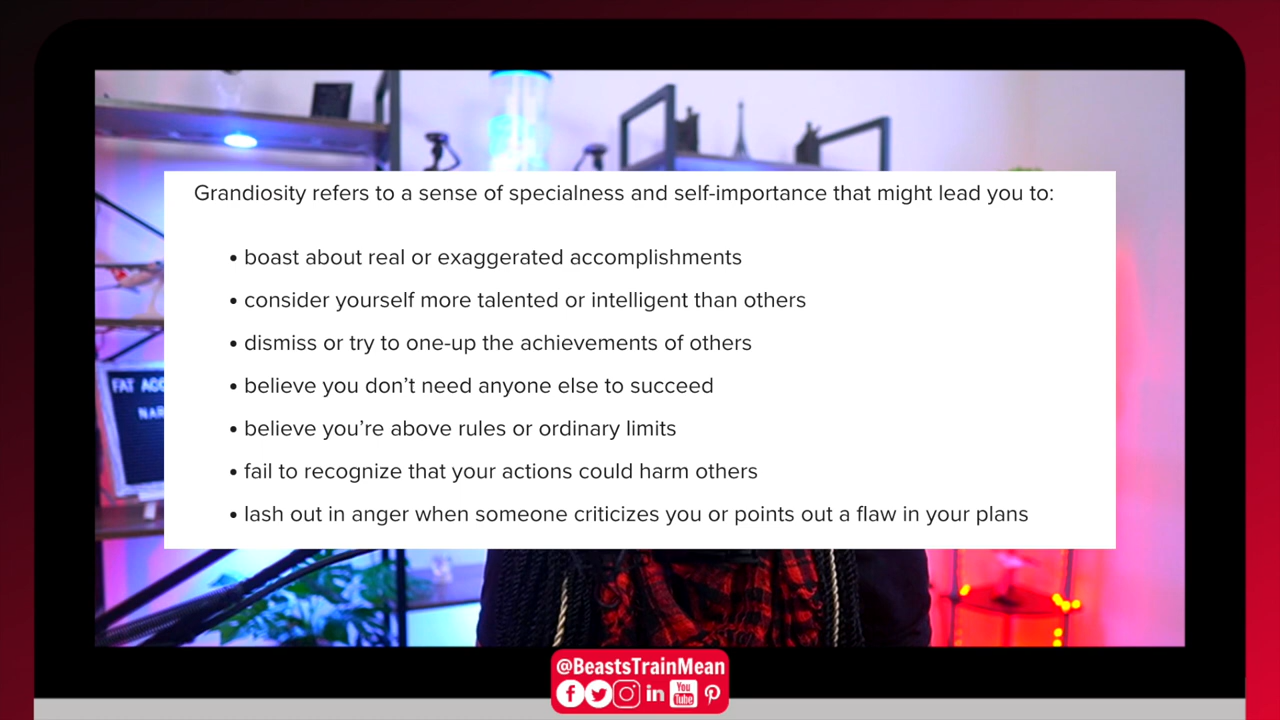 Grandiosity refers to a sense of specialness and self-importance that might lead you to:
• boast about real or exaggerated accomplishments
• consider yourself more talented or intelligent than others
• dismiss or try to one-up the achievements of others
• believe you don’t need anyone else to succeed
• believe you’re above rules or ordinary limits
• fail to recognize that your actions could harm others
• lash out in anger when someone criticizes you or points out a flaw in your plans
FAT
@BeastsTrainMean
in
You
Tube